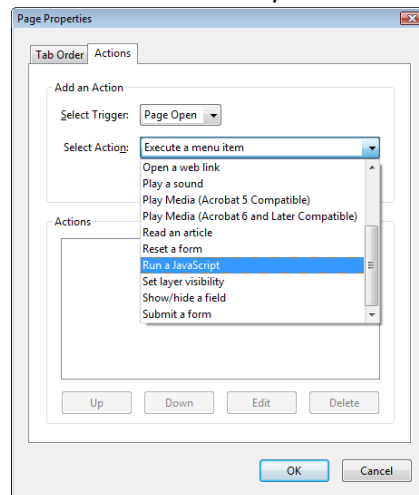 Page Properties
Tab Order Actions
Add an Action
Select Trigger: Page Open
Select Action: Execute a menu item
Open a web link
Play a sound
Play Media (Acrobat 5 Compatible)
Play Media (Acrobat 6 and Later Compatible)
Read an article
Reset a form
Run a JavaScript
Set layer visibility
Show/hide a field
Submit a form
Actions
Up Down Edit Delete
OK Cancel